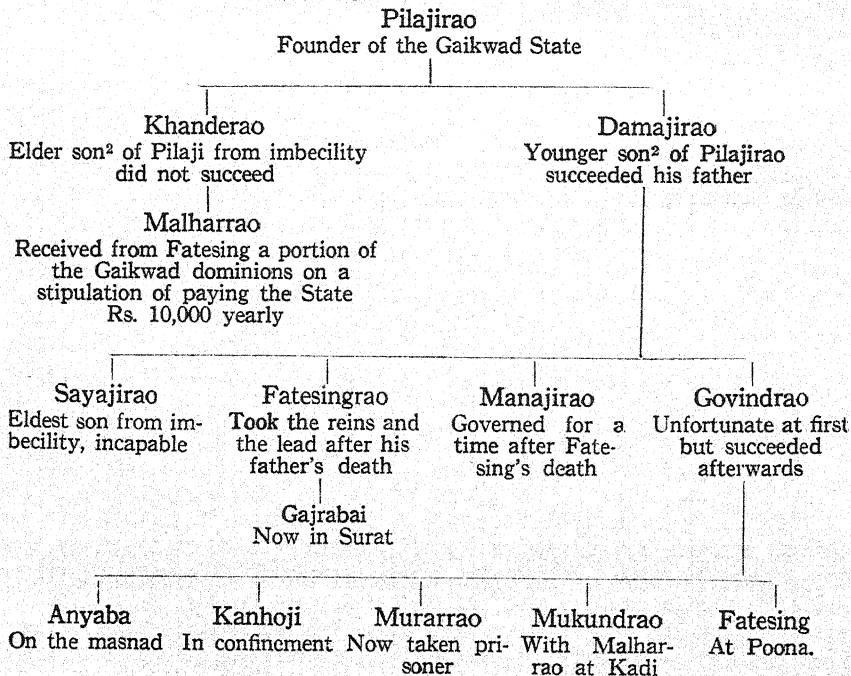 Pilajirao
Founder of the Gaikwad State
Khanderao
Elder son² of Pilaji from imbecility
did not succeed
Damajirao
Younger son² of Pilajirao
succeeded his father
Malharrao
Received from Fatesing a portion of
the Gaikwad dominions on a
stipulation of paying the State
Rs. 10,000 yearly
Sayajirao
Eldest son from im-
becility, incapable
Fatesingrao
Took the reins and
the lead after his
father's death
Manajirao
Governed for a
time after Fate-
sing's death
Govindrao
Unfortunate at first
but succeeded
afterwards
Gajrabai
Now in Surat
Anyaba
On the masnad
Kanhoji
In confinement
Murarrao
Now taken pri-
soner
Mukundrao
With Malhar-
rao at Kadi
Fatesing
At Poona.